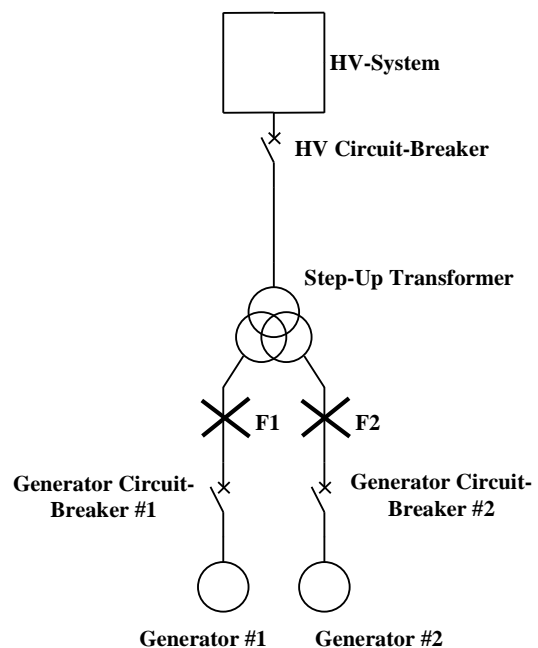 HV-System
HV Circuit-Breaker
Step-Up Transformer
F1
F2
Generator Circuit-
Breaker #1
Generator Circuit-
Breaker #2
Generator #1
Generator #2